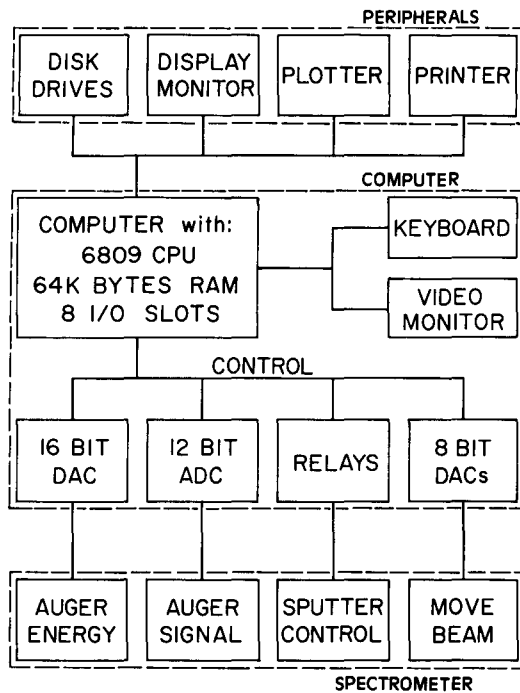 PERIPHERALS
DISK
DRIVES
DISPLAY
MONITOR
PLOTTER
PRINTER
COMPUTER
COMPUTER with:
6809 CPU
64K BYTES RAM
8 I/O SLOTS
KEYBOARD
VIDEO
MONITOR
CONTROL
16 BIT
DAC
12 BIT
ADC
RELAYS
8 BIT
DACs
AUGER
ENERGY
AUGER
SIGNAL
SPUTTER
CONTROL
MOVE
BEAM
SPECTROMETER